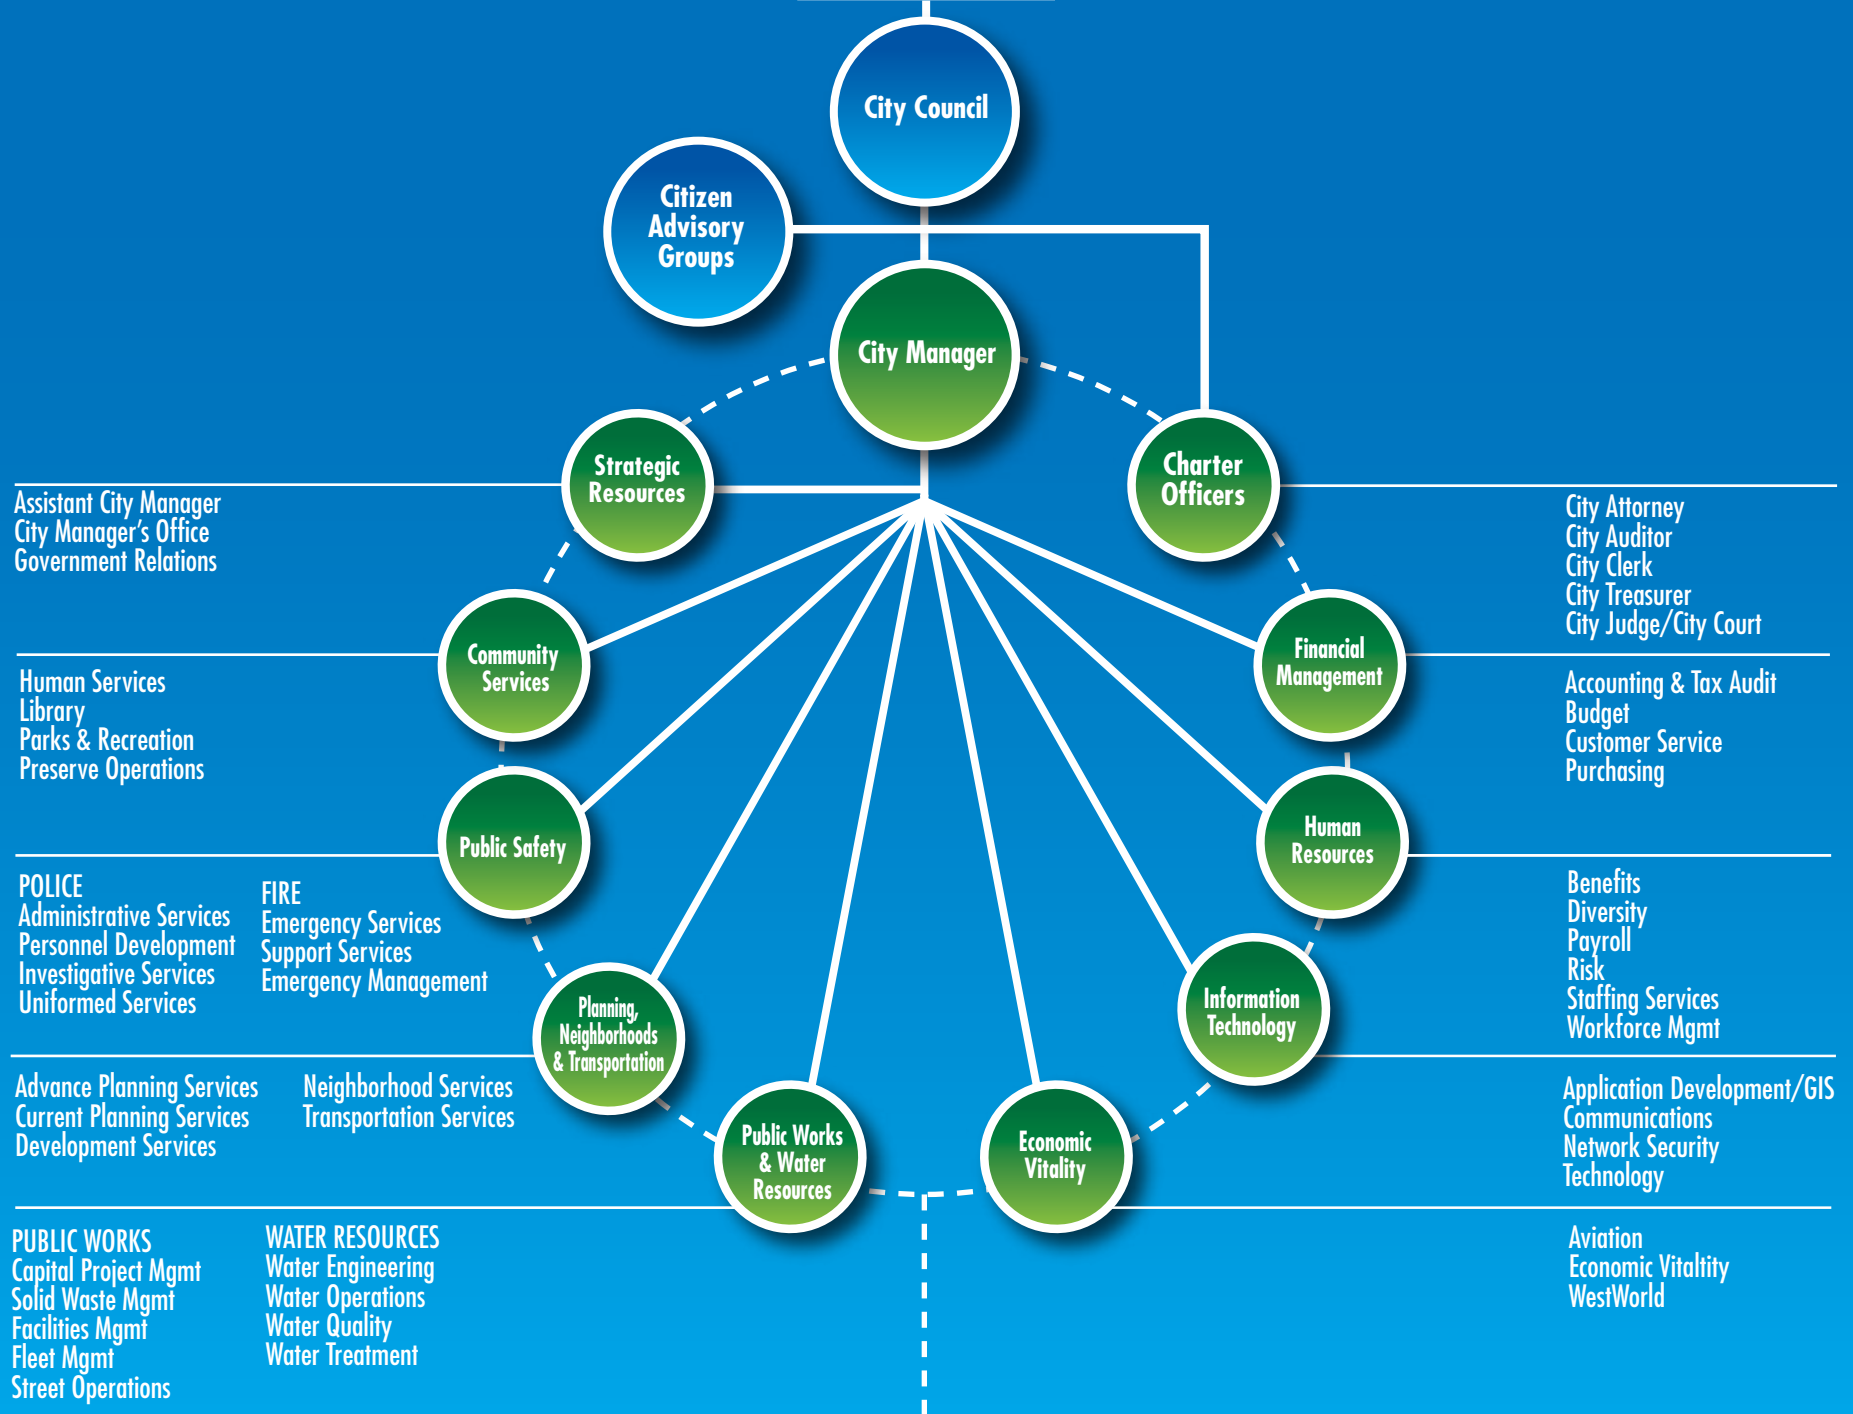 City Council
Citizen
Advisory
Groups
City Manager
Strategic
Resources
Assistant City Manager
City Manager's Office
Government Relations
Charter
Officers
City Attorney
City Auditor
City Clerk
City Treasurer
City Judge/City Court
Community
Services
Human Services
Library
Parks & Recreation
Preserve Operations
Financial
Management
Accounting & Tax Audit
Budget
Customer Service
Purchasing
Public Safety
POLICE
Administrative Services
Personnel Development
Investigative Services
Uniformed Services
FIRE
Emergency Services
Support Services
Emergency Management
Human
Resources
Benefits
Diversity
Payroll
Risk
Staffing Services
Workforce Mgmt
Planning,
Neighborhoods
& Transportation
Advance Planning Services
Current Planning Services
Development Services
Neighborhood Services
Transportation Services
Information
Technology
Application Development/GIS
Communications
Network Security
Technology
Public Works
& Water
Resources
PUBLIC WORKS
Capital Project Mgmt
Solid Waste Mgmt
Facilities Mgmt
Fleet Mgmt
Street Operations
WATER RESOURCES
Water Engineering
Water Operations
Water Quality
Water Treatment
Economic
Vitality
Aviation
Economic Vitaltity
WestWorld